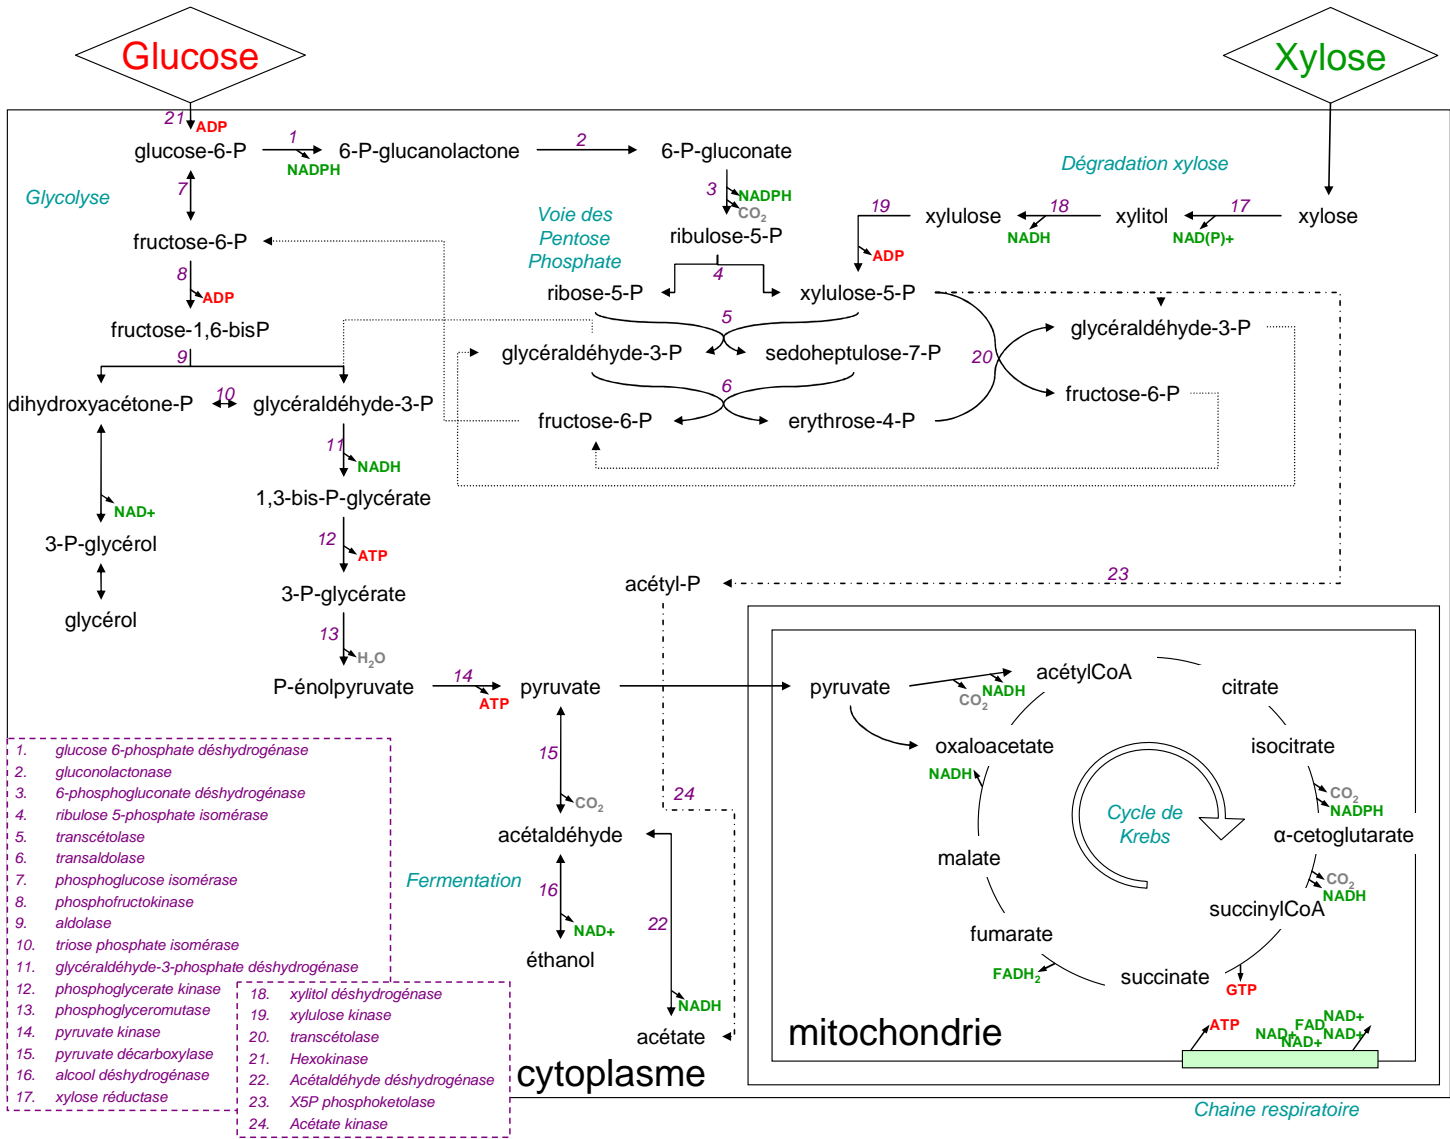 Glucose
Xylose
21
ADP
glucose-6-P
1
NADPH
6-P-glucanolactone
2
6-P-gluconate
Dégradation xylose
Glycolyse
7
3
NADPH
CO2
Voie des
Pentose
Phosphate
ribulose-5-P
19
xylulose
18
NADH
xylitol
17
NAD(P)+
xylose
fructose-6-P
8
ADP
4
ADP
ribose-5-P
xylulose-5-P
fructose-1,6-bisP
5
glycéraldéhyde-3-P
9
glycéraldéhyde-3-P
sedoheptulose-7-P
20
dihydroxyacétone-P
10
glycéraldéhyde-3-P
6
fructose-6-P
fructose-6-P
erythrose-4-P
11
NADH
1,3-bis-P-glycérate
NAD+
3-P-glycérol
12
ATP
glycérol
3-P-glycérate
acétyl-P
23
13
H2O
P-énolpyruvate
14
ATP
pyruvate
pyruvate
CO2
NADH
acétylCoA
citrate
oxaloacetate
isocitrate
NADH
15
CO2
24
CO2
NADPH
Cycle de
Krebs
α-cetoglutarate
acétaldéhyde
malate
CO2
NADH
Fermentation
16
22
succinylCoA
NAD+
éthanol
fumarate
FADH2
succinate
GTP
NADH
acétate
mitochondrie
ATP
NAD+
FAD
NAD+
NAD+
NAD+
cytoplasme
Chaine respiratoire
1. glucose 6-phosphate déshydrogénase
2. gluconolactonase
3. 6-phosphogluconate déshydrogénase
4. ribulose 5-phosphate isomérase
5. transcétolase
6. transaldolase
7. phosphoglucose isomérase
8. phosphofructokinase
9. aldolase
10. triose phosphate isomérase
11. glycéraldéhyde-3-phosphate déshydrogénase
12. phosphoglycerate kinase
13. phosphoglyceromutase
14. pyruvate kinase
15. pyruvate décarboxylase
16. alcool déshydrogénase
17. xylose réductase
18. xylitol déshydrogénase
19. xylulose kinase
20. transcétolase
21. Hexokinase
22. Acétaldéhyde déshydrogénase
23. X5P phosphoketolase
24. Acétate kinase